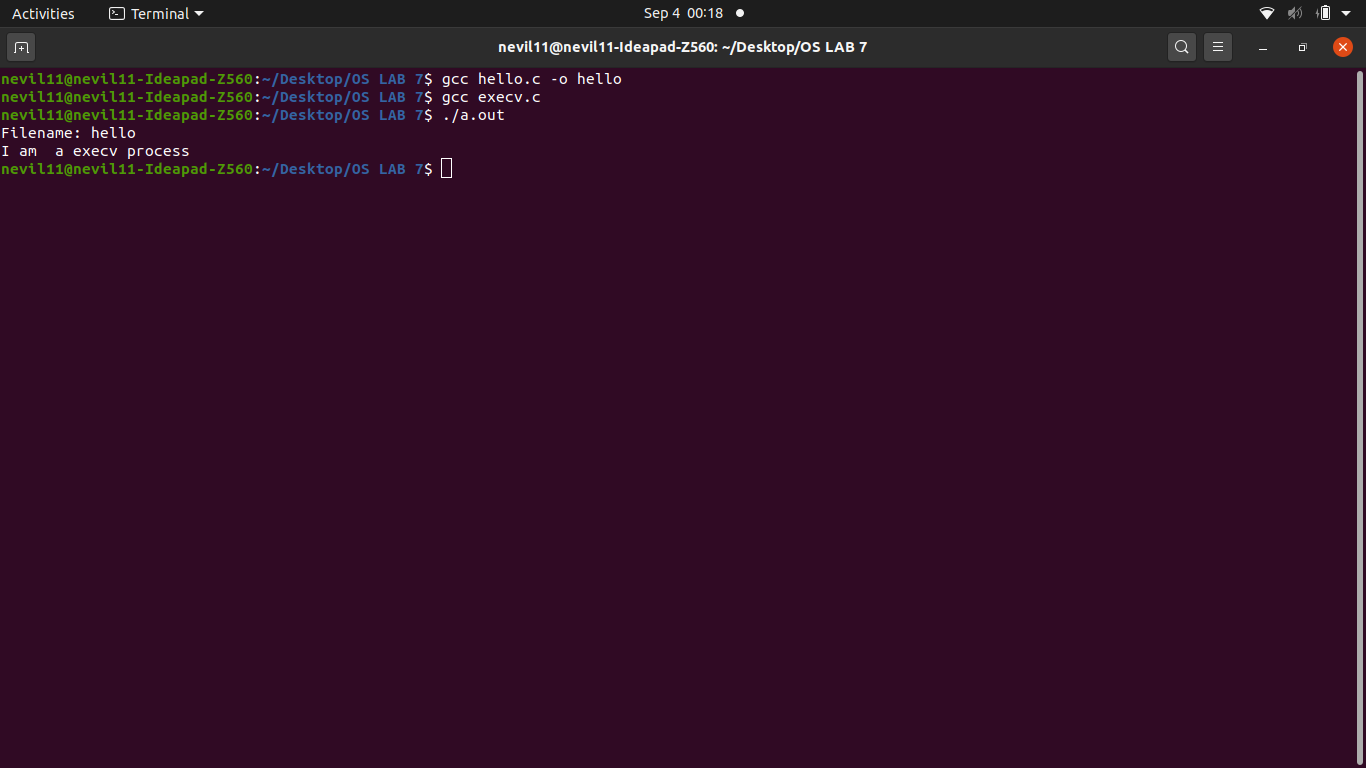 Activities Terminal Sep 4 00:18
nevil11@nevil11-Ideapad-Z560: ~/Desktop/OS LAB 7
nevil11@nevil11-Ideapad-Z560:~/Desktop/OS LAB 7$ gcc hello.c -o hello
nevil11@nevil11-Ideapad-Z560:~/Desktop/OS LAB 7$ gcc execv.c
nevil11@nevil11-Ideapad-Z560:~/Desktop/OS LAB 7$ ./a.out
Filename: hello
I am  a execv process
nevil11@nevil11-Ideapad-Z560:~/Desktop/OS LAB 7$